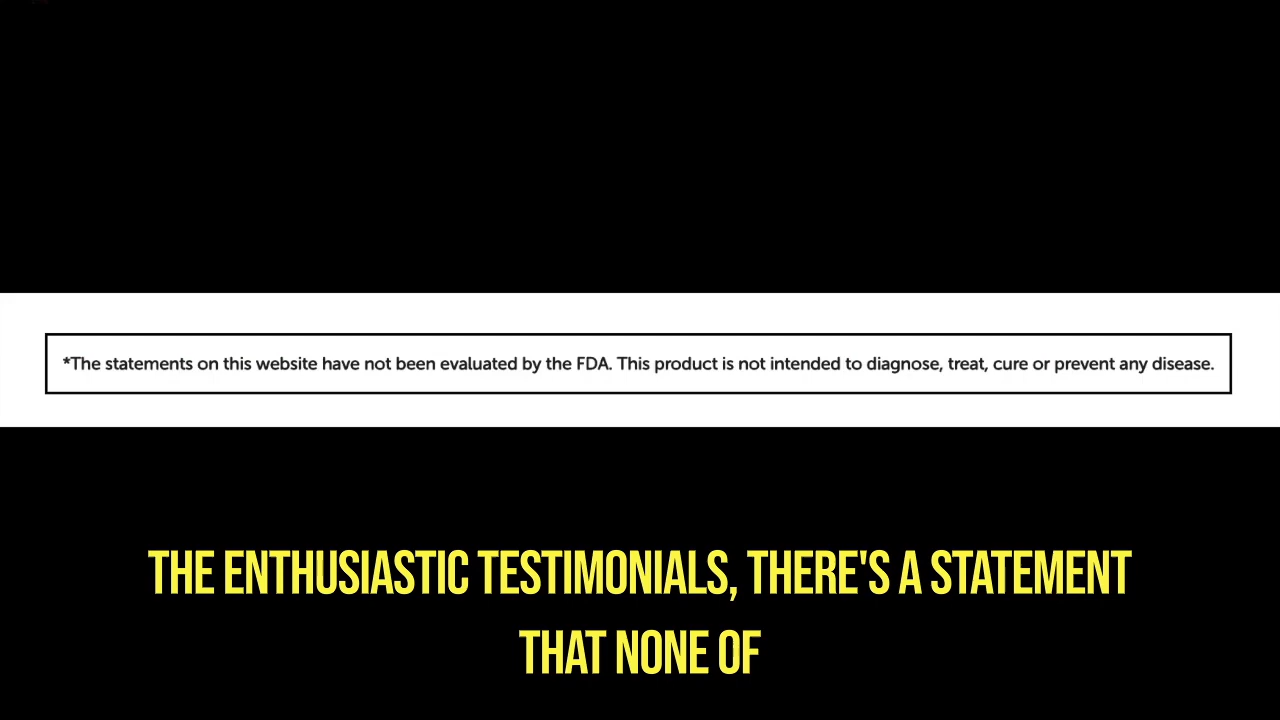 *The statements on this website have not been evaluated by the FDA. This product is not intended to diagnose, treat, cure or prevent any disease.
THE ENTHUSIASTIC TESTIMONIALS, THERE'S A STATEMENT
THAT NONE OF